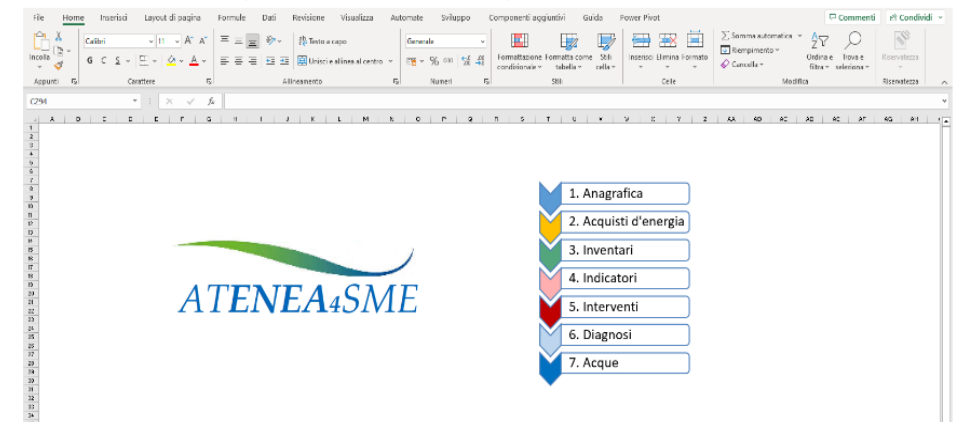 File Home Inserisci Layout di pagina Formule Dati Revisione Visualizza Automate Sviluppo Componenti aggiuntivi Guida Power Pivot Commenti Condividi
Incolla
Calibri 11 A A
G C S A
Testo a capo
Unisci e allinea al centro
Generale
% 000
Formattazione condizionale
Formatta come tabella
Stili cella
Inserisci Elimina Formato
Somma automatica
Riempimento
Cancella
Ordina e filtra
Trova e seleziona
Riservatezza
Appunti Carattere Allineamento Numeri Stili Celle Modifica Riservatezza
C294 fx
1. Anagrafica
2. Acquisti d'energia
3. Inventari
4. Indicatori
5. Interventi
6. Diagnosi
7. Acque
ATENEA4SME